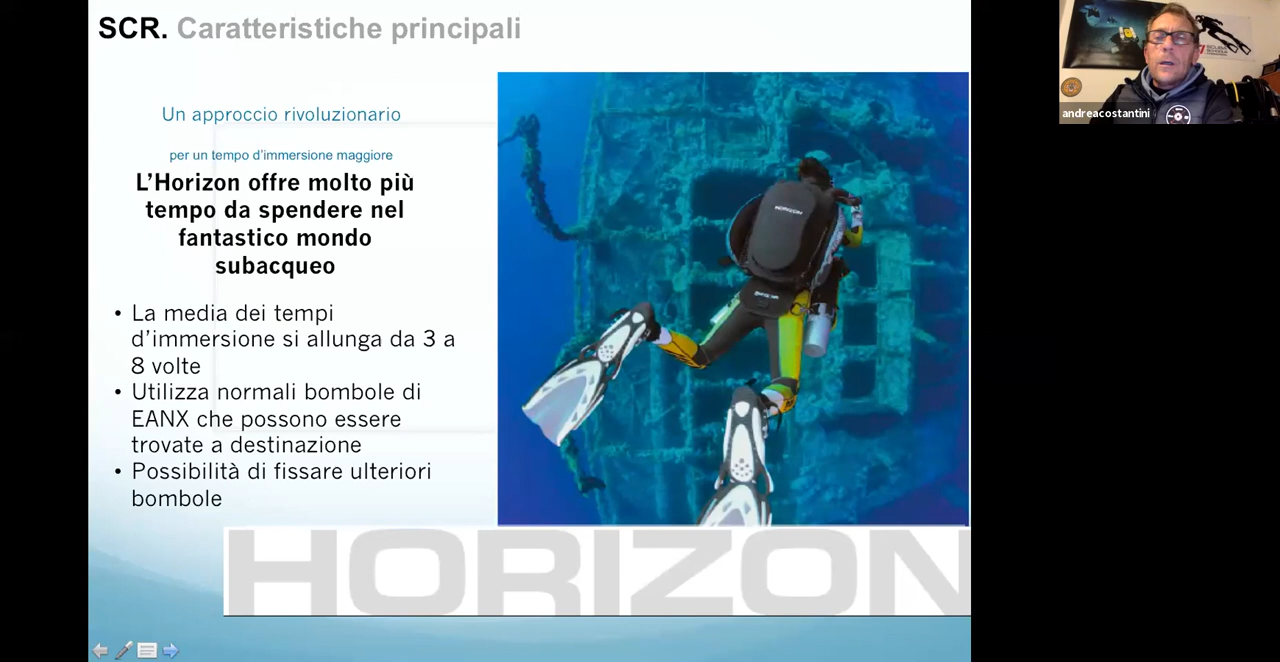 SCR. Caratteristiche principali
Un approccio rivoluzionario
per un tempo d'immersione maggiore
L'Horizon offre molto più
tempo da spendere nel
fantastico mondo
subacqueo
• La media dei tempi
d'immersione si allunga da 3 a
8 volte
• Utilizza normali bombole di
EANX che possono essere
trovate a destinazione
• Possibilità di fissare ulteriori
bombole
HORIZON
HORIZON
andreacostantini